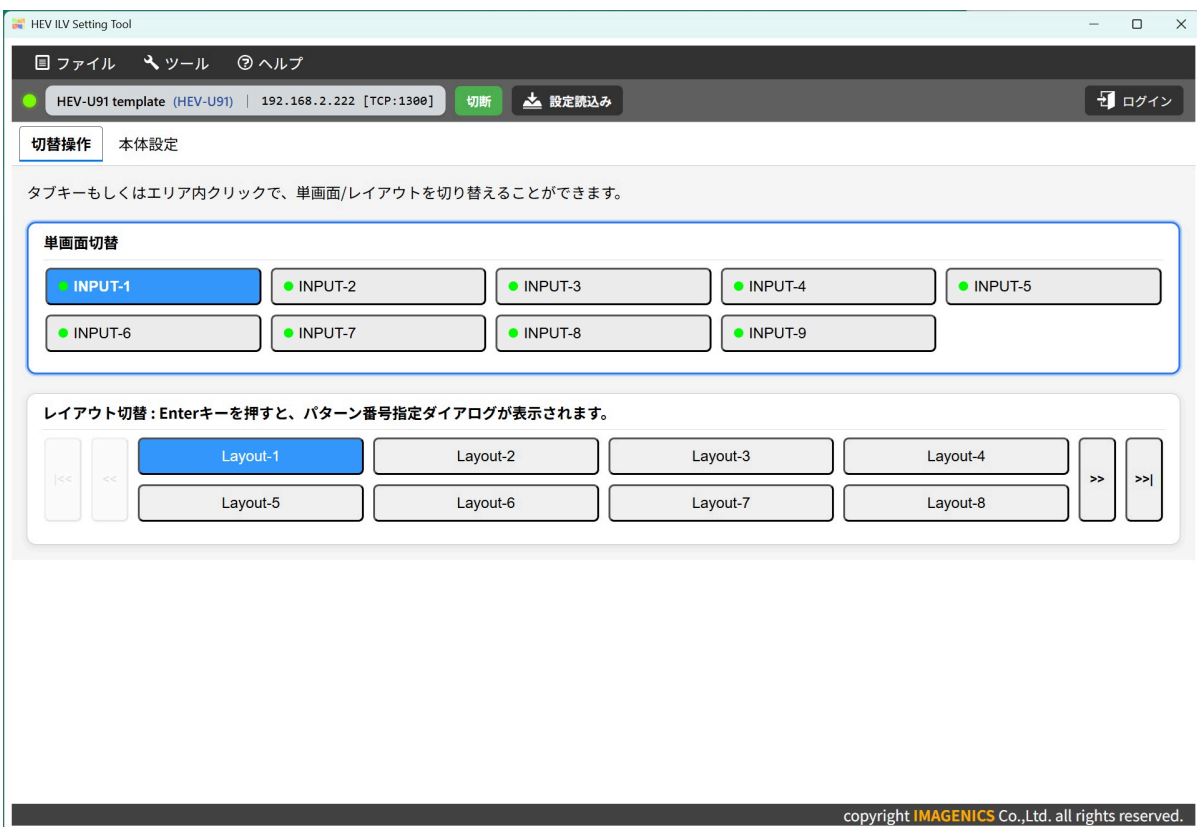 HEV ILV Setting Tool
ファイル ツール ヘルプ
HEV-U91 template (HEV-U91) | 192.168.2.222 [TCP:1300] 切断 設定読込み ログイン
切替操作 本体設定
タブキーもしくはエリア内クリックで、単画面/レイアウトを切り替えることができます。
単画面切替
INPUT-1 INPUT-2 INPUT-3 INPUT-4 INPUT-5
INPUT-6 INPUT-7 INPUT-8 INPUT-9
レイアウト切替 : Enterキーを押すと、パターン番号指定ダイアログが表示されます。
Layout-1 Layout-2 Layout-3 Layout-4
|<< << >> >>|
Layout-5 Layout-6 Layout-7 Layout-8
copyright IMAGENICS Co.,Ltd. all rights reserved.